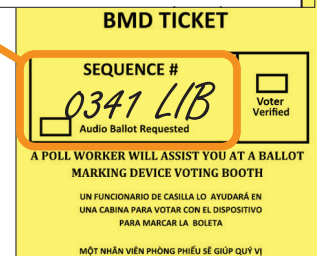 BMD TICKET
SEQUENCE #
0341 LIB
Audio Ballot Requested
Voter
Verified
A POLL WORKER WILL ASSIST YOU AT A BALLOT
MARKING DEVICE VOTING BOOTH
UN FUNCIONARIO DE CASILLA LO AYUDARÁ EN
UNA CABINA PARA VOTAR CON EL DISPOSITIVO
PARA MARCAR LA BOLETA
MỘT NHÂN VIÊN PHÒNG PHIẾU SẼ GIÚP QUÝ VỊ